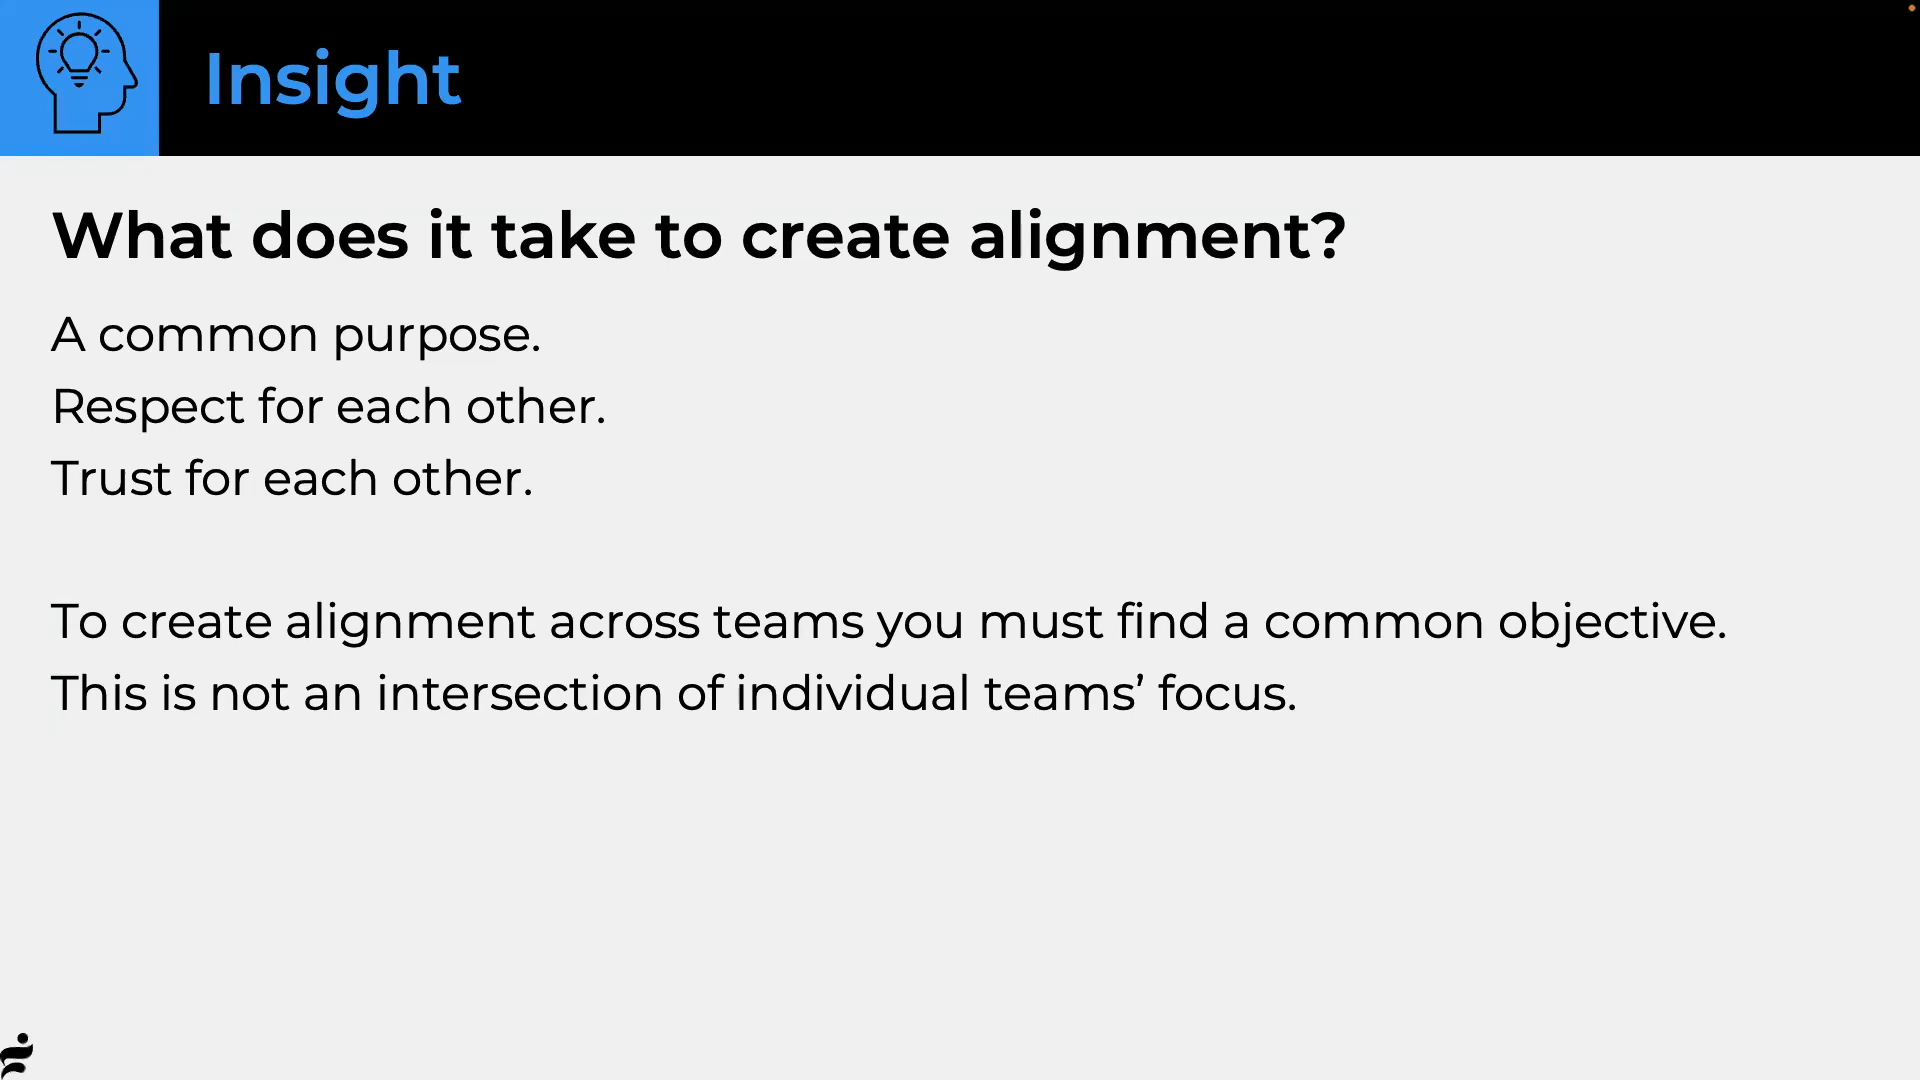 Insight
What does it take to create alignment?
A common purpose.
Respect for each other.
Trust for each other.
To create alignment across teams you must find a common objective.
This is not an intersection of individual teams’ focus.